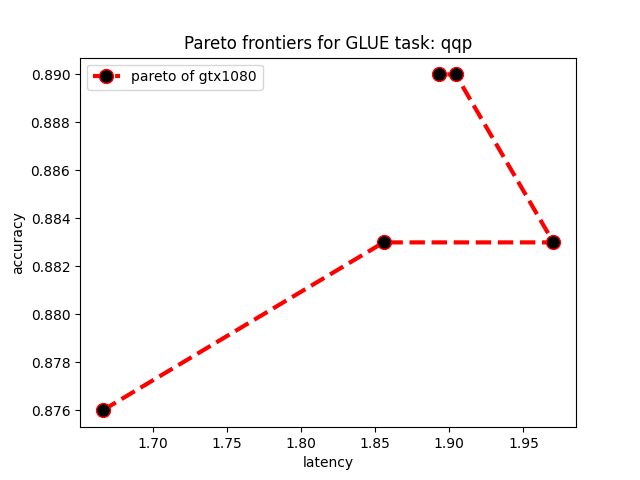 Pareto frontiers for GLUE task: qqp
pareto of gtx1080
accuracy
0.890
0.888
0.886
0.884
0.882
0.880
0.878
0.876
1.70 1.75 1.80 1.85 1.90 1.95
latency